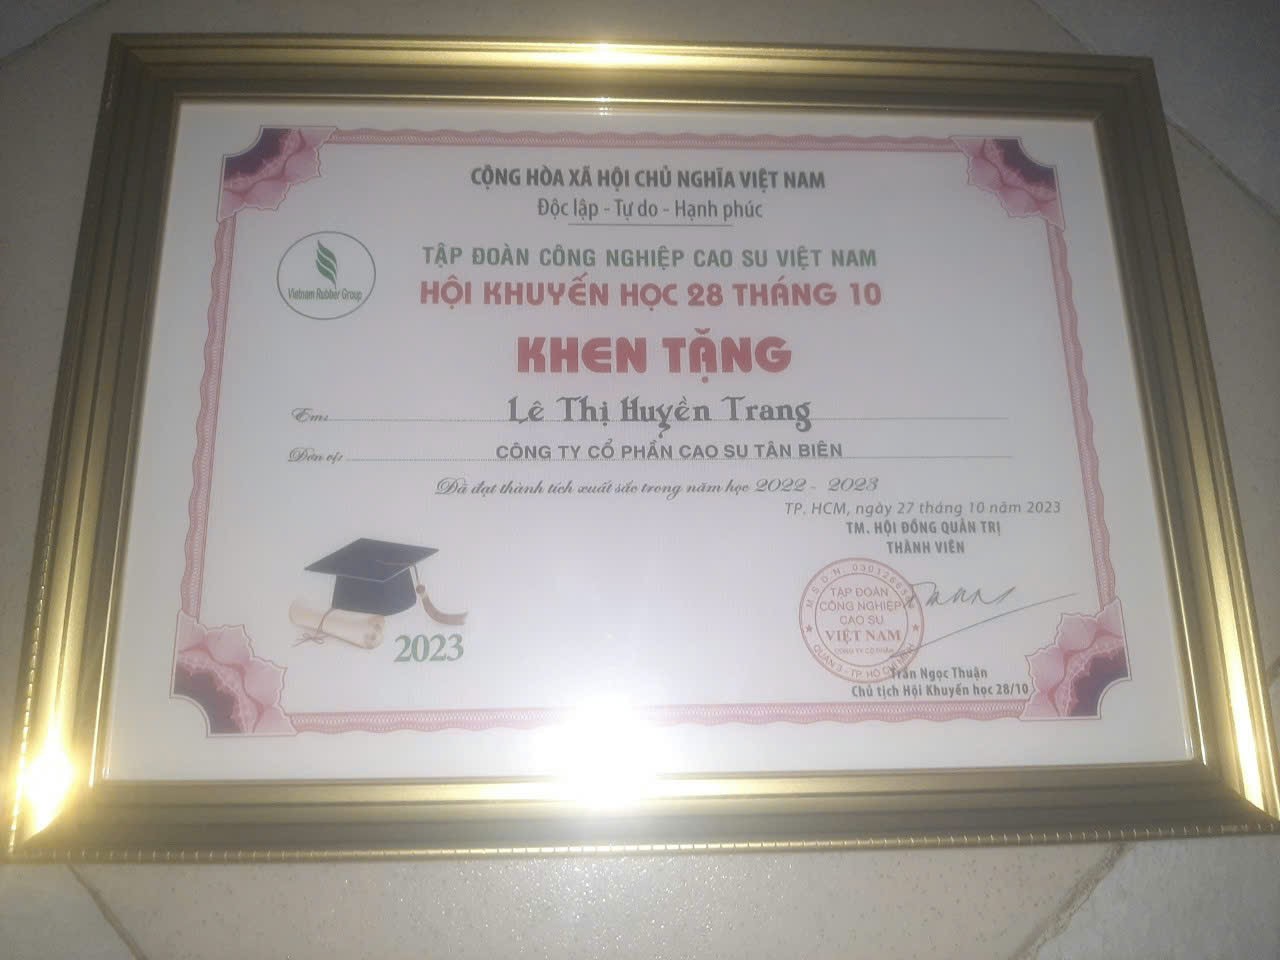 CỘNG HÒA XÃ HỘI CHỦ NGHĨA VIỆT NAM
Độc lập - Tự do - Hạnh phúc
Vietnam Rubber Group
TẬP ĐOÀN CÔNG NGHIỆP CAO SU VIỆT NAM
HỘI KHUYẾN HỌC 28 THÁNG 10
KHEN TẶNG
Em: Lê Thị Huyền Trang
Đơn vị: CÔNG TY CỔ PHẦN CAO SU TÂN BIÊN
Đã đạt thành tích xuất sắc trong năm học 2022 - 2023
TP. HCM, ngày 27 tháng 10 năm 2023
TM. HỘI ĐỒNG QUẢN TRỊ
THÀNH VIÊN
M.S.D.N:
TẬP ĐOÀN
CÔNG NGHIỆP
CAO SU
VIỆT NAM
CÔNG TY CỔ PHẦN
QUẬN 3 - TP. HỒ CHÍ MINH
2023
Trần Ngọc Thuận
Chủ tịch Hội Khuyến học 28/10